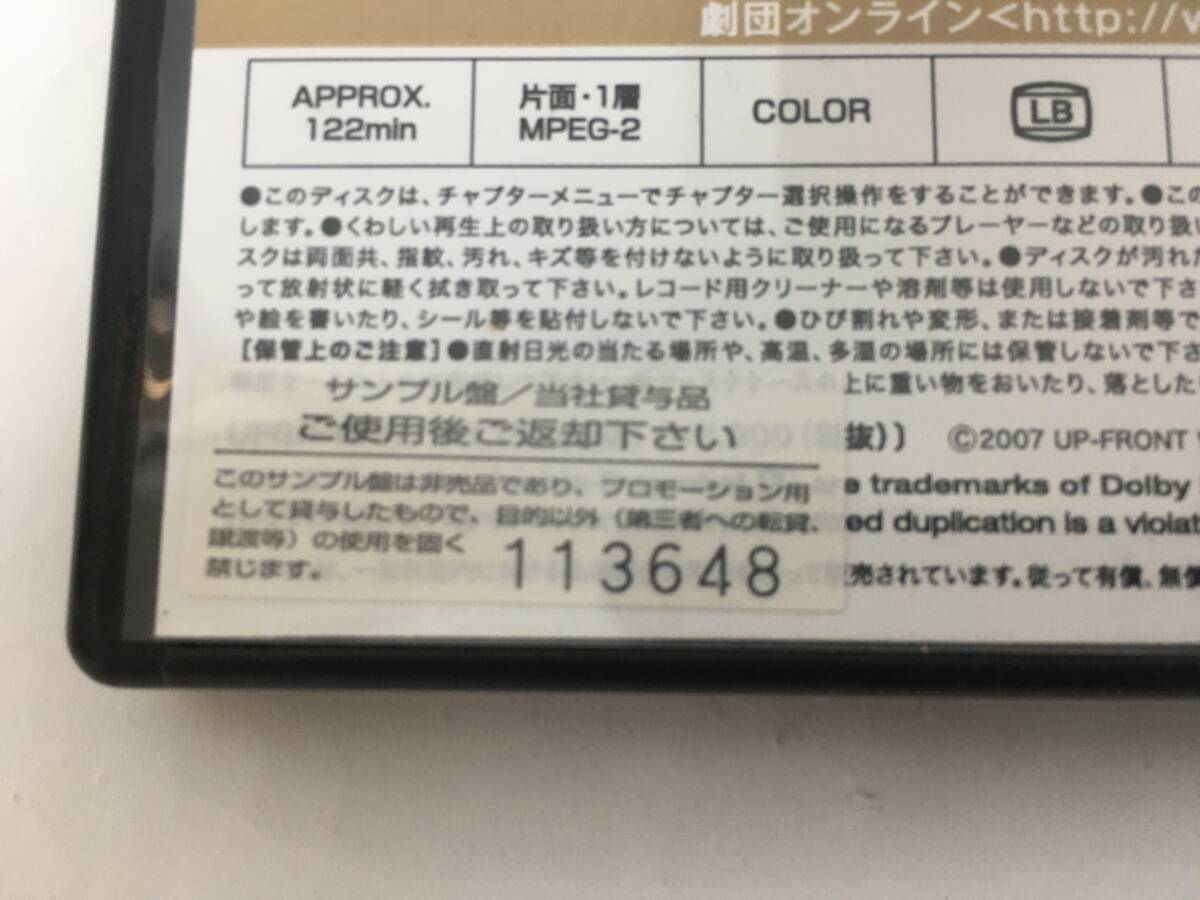 劇団オンライン<http://w
APPROX.
122min
片面・1層
MPEG-2
COLOR
LB
●このディスクは、チャプターメニューでチャプター選択操作をすることができます。●この
します。●くわしい再生上の取り扱い方については、ご使用になるプレーヤーなどの取り扱い
スクは両面共、指紋、汚れ、キズ等を付けないように取り扱って下さい。●ディスクが汚れた
って放射状に軽く拭き取って下さい。レコード用クリーナーや溶剤等は使用しないで下さ
や絵を書いたり、シール等を貼付しないで下さい。●ひび割れや変形、または接着剤等で
[保管上のご注意]●直射日光の当たる場所や、高温、多湿の場所には保管しないで下さ
上に重い物をおいたり、落とした
抜)) ©2007 UP-FRONT W
e trademarks of Dolby
ed duplication is a violat
売されています。従って有償、無償
サンプル盤／当社貸与品
ご使用後ご返却下さい
このサンプル盤は非売品であり、プロモーション用
として貸与したもので、目的以外（第三者への転貸、
譲渡等）の使用を固く
禁じます。
113648